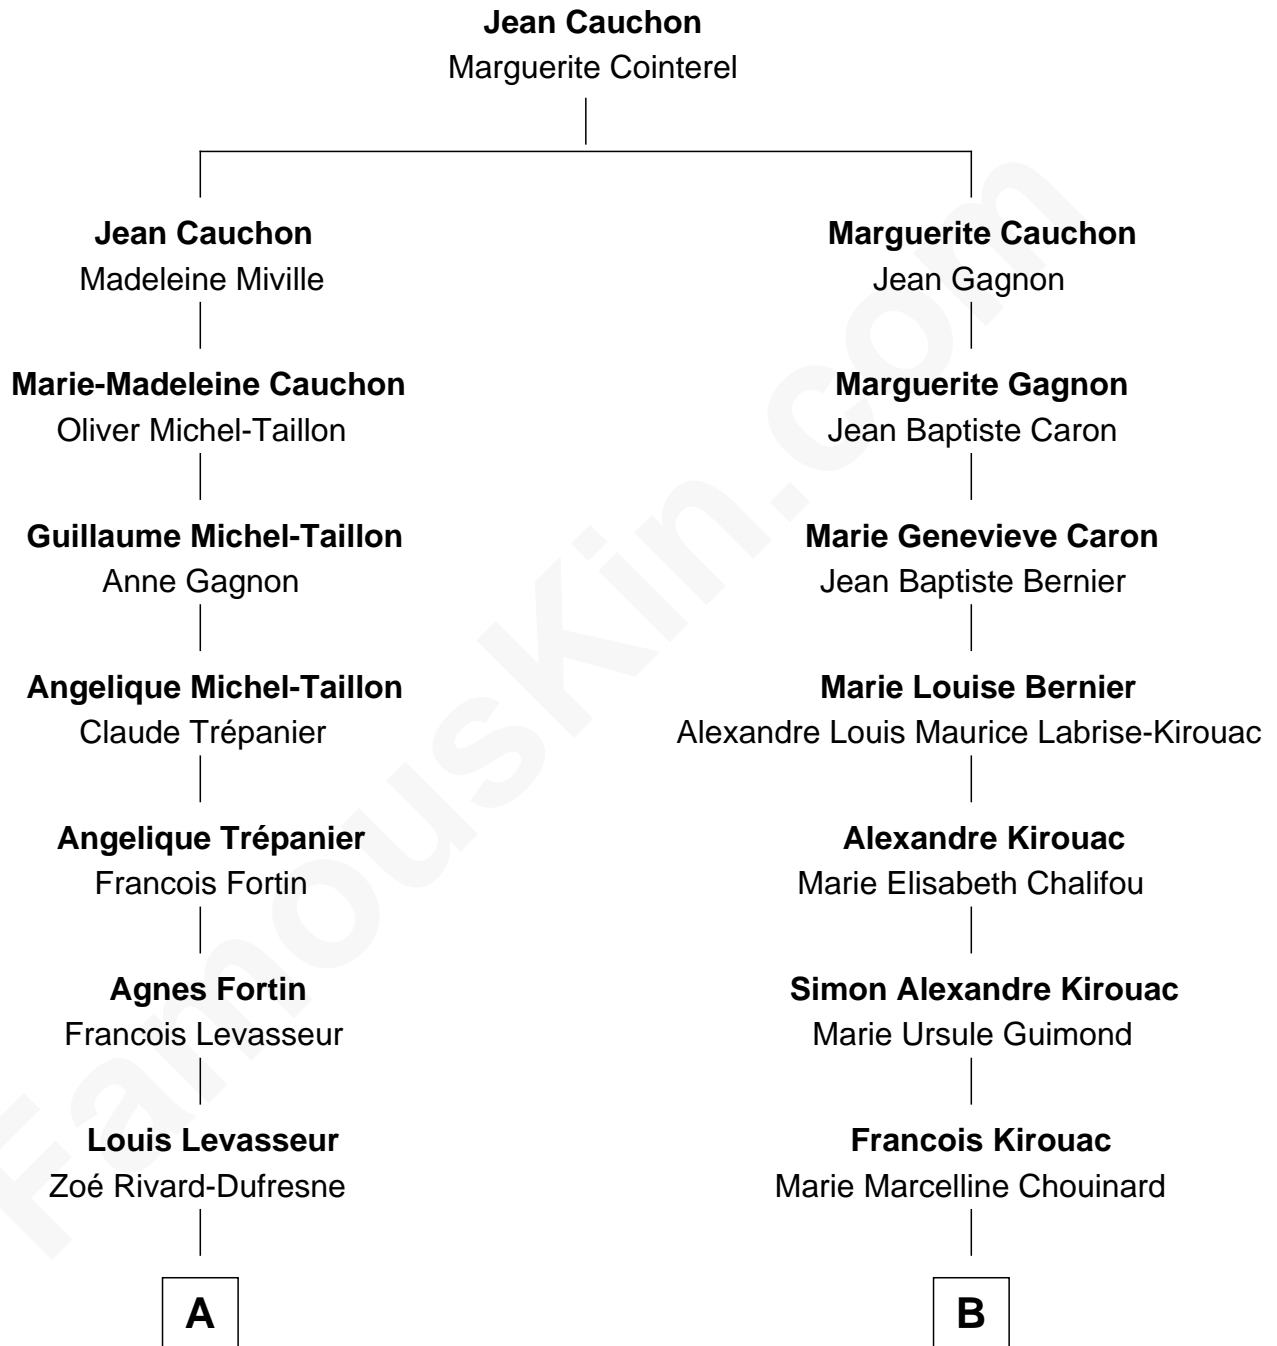 Jean Cauchon
Marguerite Cointerel
Jean Cauchon
Madeleine Miville
Marguerite Cauchon
Jean Gagnon
Marie-Madeleine Cauchon
Oliver Michel-Taillon
Marguerite Gagnon
Jean Baptiste Caron
Guillaume Michel-Taillon
Anne Gagnon
Marie Genevieve Caron
Jean Baptiste Bernier
Angelique Michel-Taillon
Claude Trépanier
Marie Louise Bernier
Alexandre Louis Maurice Labrise-Kirouac
Angelique Trépanier
Francois Fortin
Alexandre Kirouac
Marie Elisabeth Chalifou
Agnes Fortin
Francois Levasseur
Simon Alexandre Kirouac
Marie Ursule Guimond
Louis Levasseur
Zoé Rivard-Dufresne
Francois Kirouac
Marie Marcelline Chouinard
A
B
FamousKin.com